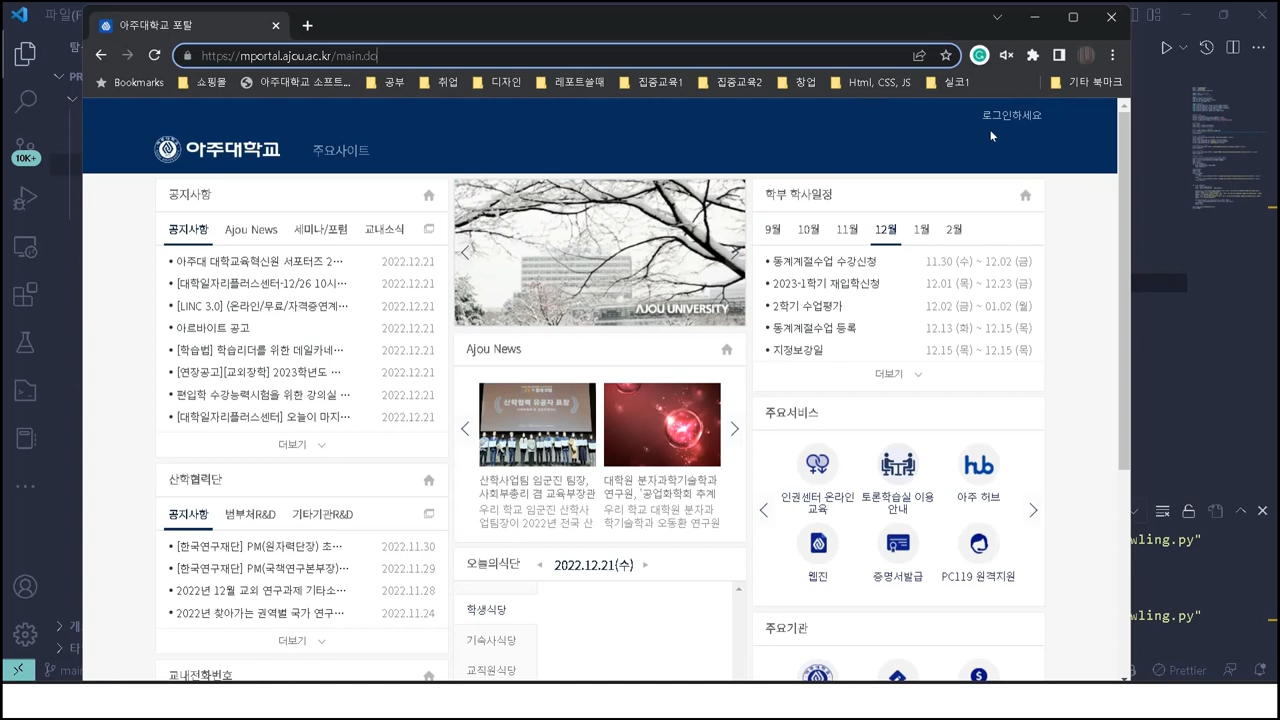 파일(F
아주대학교 포탈
https://mportal.ajou.ac.kr/main.do
Bookmarks
쇼핑몰
아주대학교 소프트...
공부
취업
디자인
레포트쓸때
집중교육1
집중교육2
창업
Html, CSS, JS
실코1
기타 북마크
탐
PR
10K+
로그인하세요
아주대학교
주요사이트
공지사항
공지사항 Ajou News 세미나/포럼 교내소식
• 아주대 대학교육혁신원 서포터즈 2… 2022.12.21
• [대학일자리플러스센터-12/26 10시… 2022.12.21
• [LINC 3.0] (온라인/무료/자격증연계… 2022.12.21
• 아르바이트 공고 2022.12.21
• [학습법] 학습리더를 위한 데일카네… 2022.12.21
• [연장공고][교외장학] 2023학년도 … 2022.12.21
• 편입학 수강능력시험을 위한 강의실 … 2022.12.21
• [대학일자리플러스센터] 오늘이 마지… 2022.12.21
더보기
산학협력단
공지사항 범부처R&D 기타기관R&D
• [한국연구재단] PM(원자력단장) 초… 2022.11.30
• [한국연구재단] PM(국책연구본부장)… 2022.11.29
• 2022년 12월 교외 연구과제 기타소… 2022.11.28
• 2022년 찾아가는 권역별 국가 연구… 2022.11.24
더보기
교내전화번호
AJOU UNIVERSITY
Ajou News
산학협력 유공자 표창
산학사업팀 임군진 팀장,
사회부총리 겸 교육부장관
우리 학교 임군진 산학사
업팀장이 2022년 전국 산
대학원 분자과학기술학과
연구원, '공업화학회 추계
우리 학교 대학원 분자과
학기술학과 오동환 연구원
오늘의식단
2022.12.21(수)
학생식당
기숙사식당
교직원식당
학부 학사일정
9월 10월 11월 12월 1월 2월
• 동계계절수업 수강신청 11.30 (수) ~ 12.02 (금)
• 2023-1학기 재입학신청 12.01 (목) ~ 12.23 (금)
• 2학기 수업평가 12.02 (금) ~ 01.02 (월)
• 동계계절수업 등록 12.13 (화) ~ 12.15 (목)
• 지정보강일 12.15 (목) ~ 12.15 (목)
더보기
주요서비스
인권센터 온라인
교육
토론학습실 이용
안내
hub
아주 허브
웹진
증명서발급
PC119 원격지원
주요기관
wling.py"
wling.py"
게
타
main
Prettier